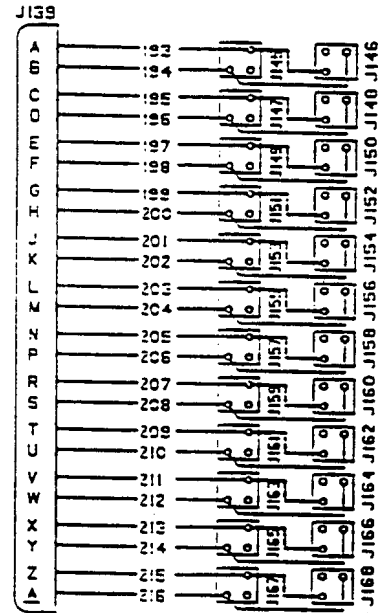 J139
A 193 J145 J146
B 194
C 195 J147 J148
D 196
E 197 J149 J150
F 198
G 199 J151 J152
H 200
J 201 J153 J154
K 202
L 203 J155 J156
M 204
N 205 J157 J158
P 206
R 207 J159 J160
S 208
T 209 J161 J162
U 210
V 211 J163 J164
W 212
X 213 J165 J166
Y 214
Z 215 J167 J168
A 216